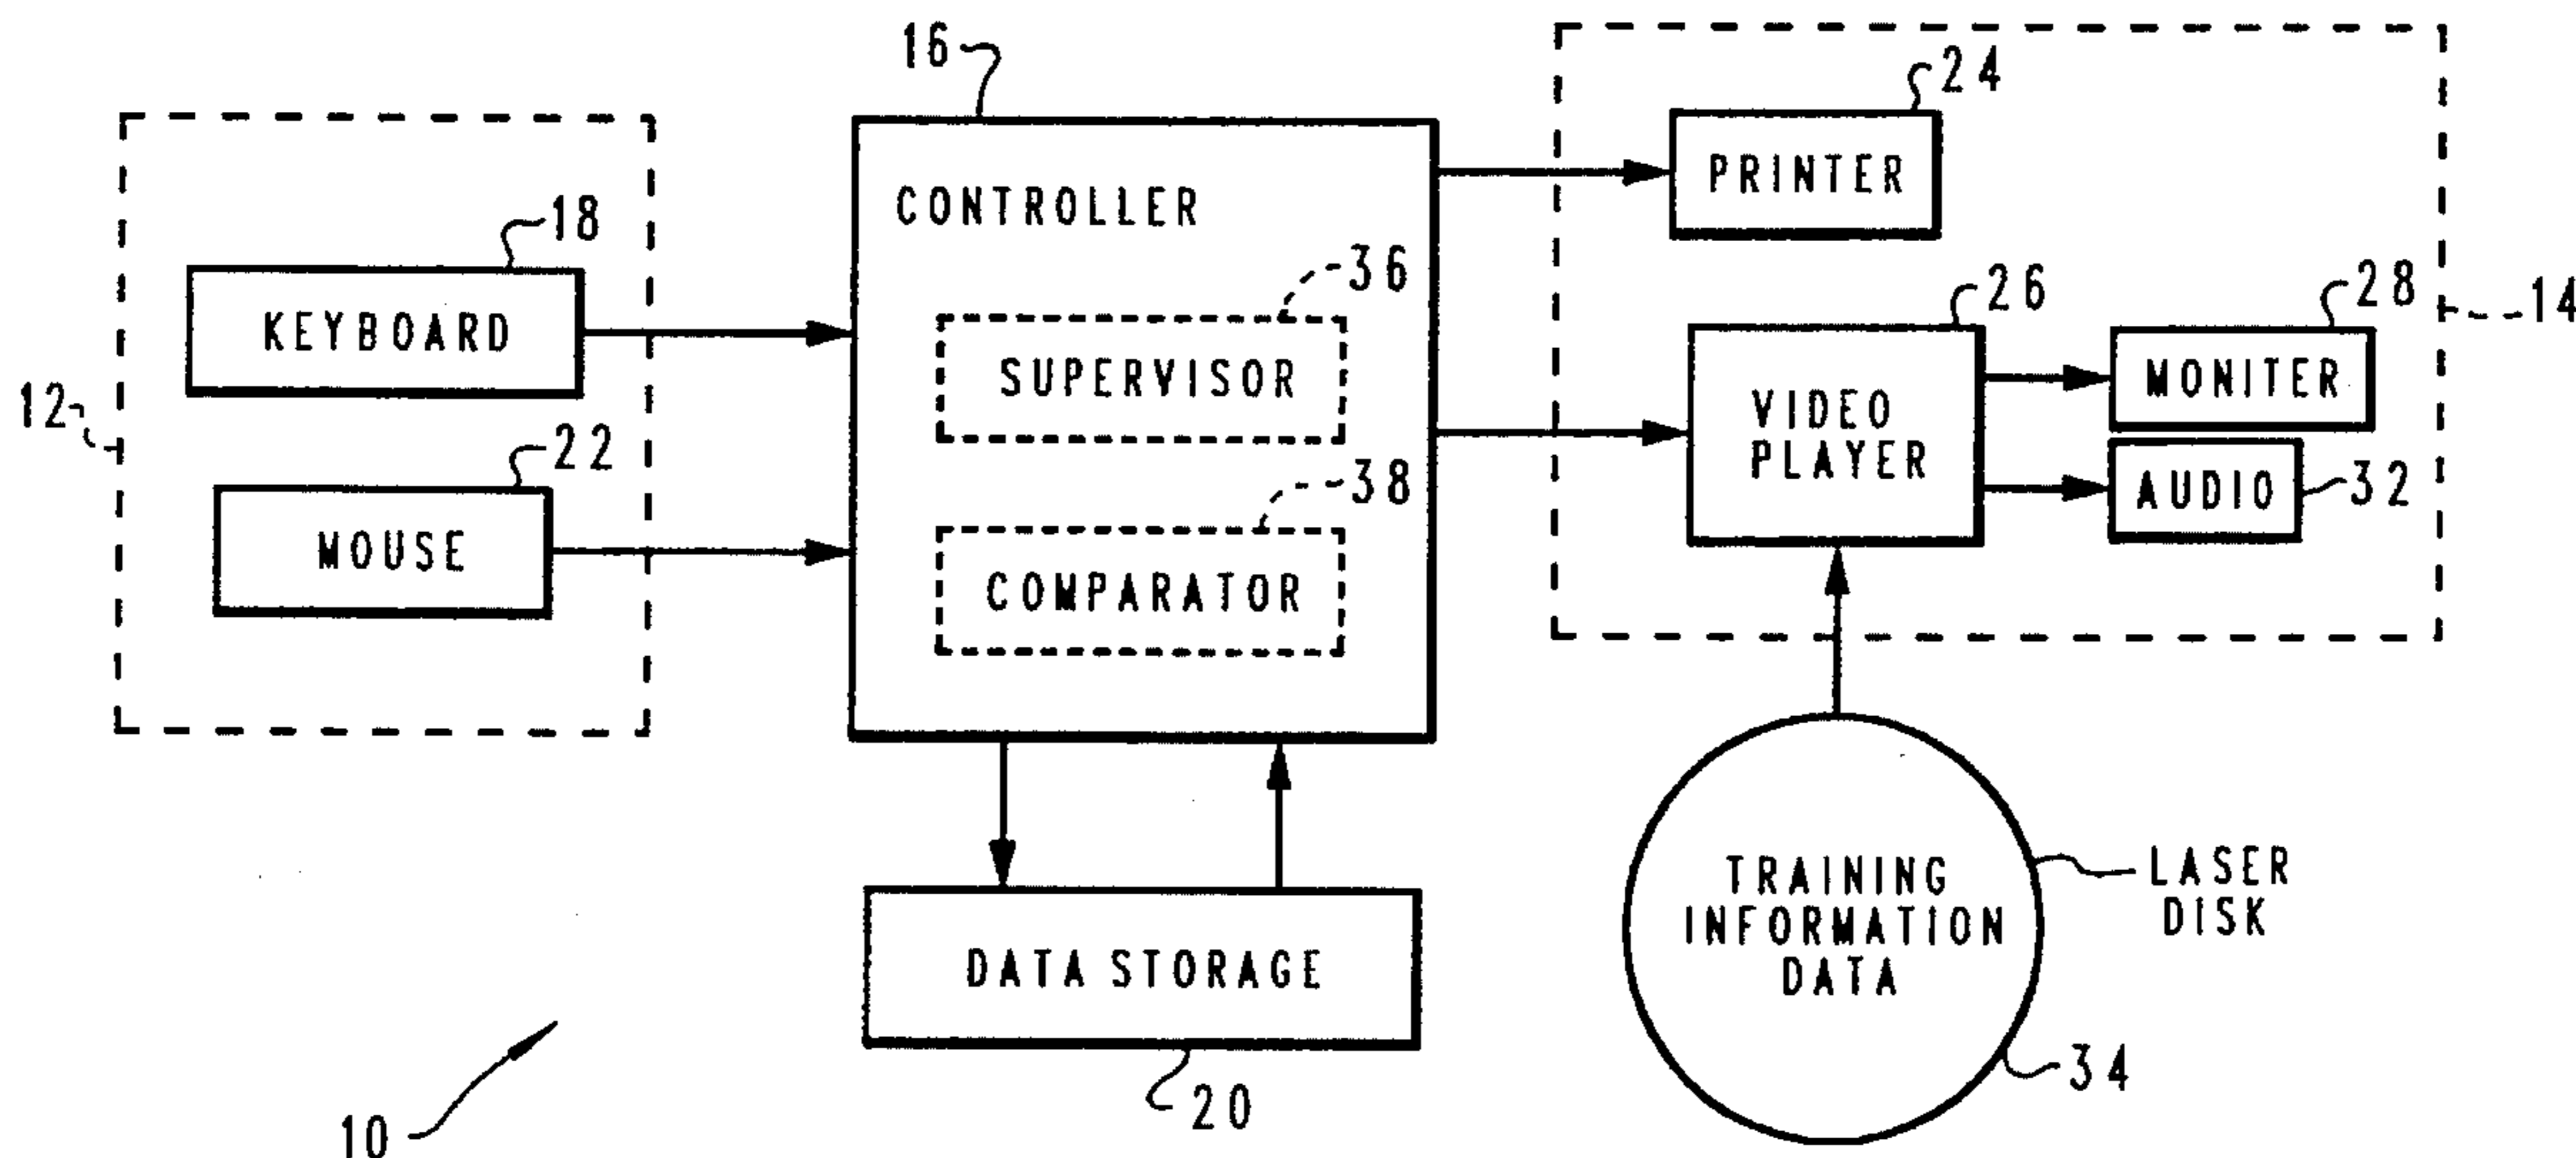 16
24
PRINTER
CONTROLLER
18
KEYBOARD
36
SUPERVISOR
26
28
14
VIDEO
PLAYER
MONITER
12
22
MOUSE
38
COMPARATOR
AUDIO
32
DATA STORAGE
20
TRAINING
INFORMATION
DATA
LASER
DISK
34
10